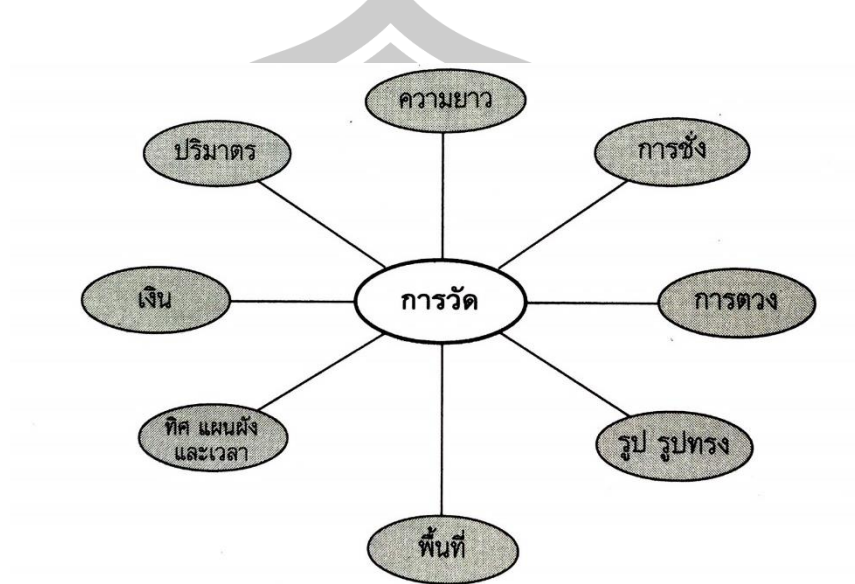 ความยาว
ปริมาตร
การชั่ง
เงิน
การวัด
การตวง
ทิศ แผนผัง
และเวลา
รูป รูปทรง
พื้นที่